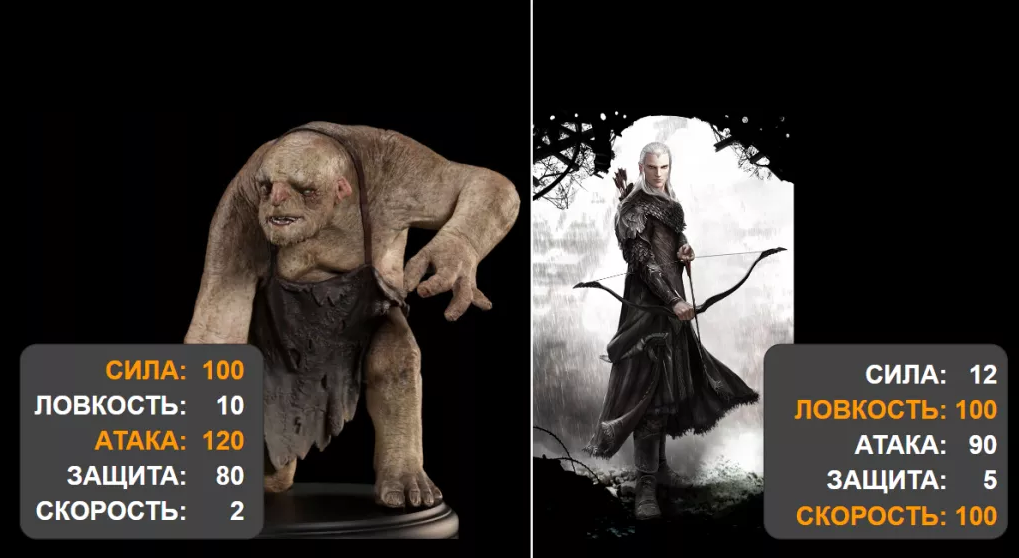 СИЛА: 100
ЛОВКОСТЬ: 10
АТАКА: 120
ЗАЩИТА: 80
СКОРОСТЬ: 2
СИЛА: 12
ЛОВКОСТЬ: 100
АТАКА: 90
ЗАЩИТА: 5
СКОРОСТЬ: 100